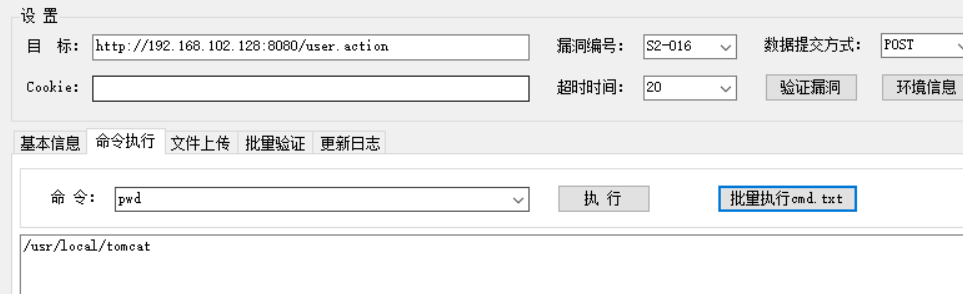 设 置
目 标: http://192.168.102.128:8080/user.action 漏洞编号: S2-016 数据提交方式: POST
Cookie: 超时时间: 20 验证漏洞 环境信息
基本信息 命令执行 文件上传 批量验证 更新日志
命 令: pwd 执 行 批量执行cmd.txt
/usr/local/tomcat